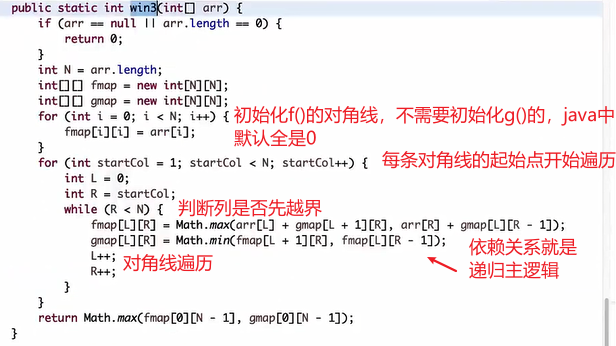 public static int win3(int[] arr) {
if (arr == null || arr.length == 0) {
return 0;
}
int N = arr.length;
int[][] fmap = new int[N][N];
int[][] gmap = new int[N][N];
for (int i = 0; i < N; i++) {
初始化f()的对角线，不需要初始化g()的，java中
fmap[i][i] = arr[i];
默认全是0
}
for (int startCol = 1; startCol < N; startCol++) {
每条对角线的起始点开始遍历
int L = 0;
int R = startCol;
while (R < N) {
判断列是否先越界
fmap[L][R] = Math.max(arr[L] + gmap[L + 1][R], arr[R] + gmap[L][R - 1]);
gmap[L][R] = Math.min(fmap[L + 1][R], fmap[L][R - 1]);
依赖关系就是
L++;
对角线遍历
递归主逻辑
R++;
}
}
return Math.max(fmap[0][N - 1], gmap[0][N - 1]);
}